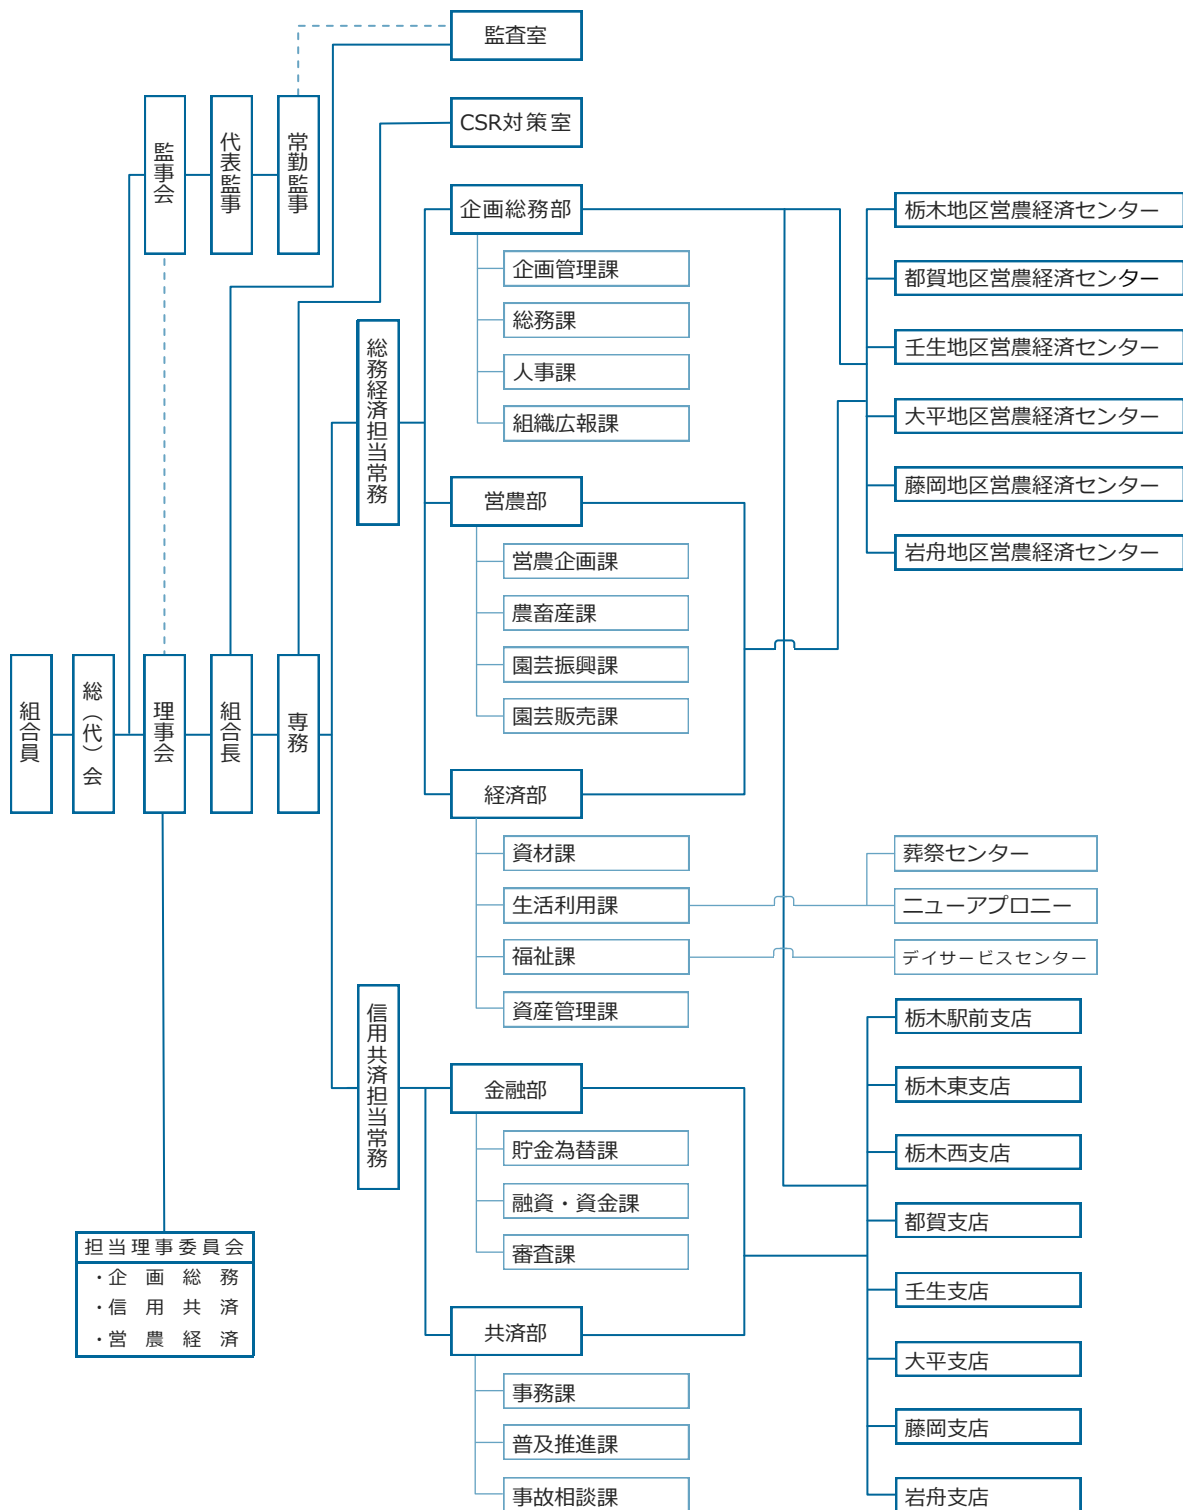 監査室
CSR対策室
監事会
代表監事
常勤監事
企画総務部
企画管理課
総務課
人事課
組織広報課
営農部
営農企画課
農畜産課
園芸振興課
園芸販売課
経済部
資材課
生活利用課
福祉課
資産管理課
金融部
貯金為替課
融資・資金課
審査課
共済部
事務課
普及推進課
事故相談課
総務経済担当常務
信用共済担当常務
組合員
総（代）会
理事会
組合長
専務
担当理事委員会
・企画総務
・信用共済
・営農経済
栃木地区営農経済センター
都賀地区営農経済センター
壬生地区営農経済センター
大平地区営農経済センター
藤岡地区営農経済センター
岩舟地区営農経済センター
葬祭センター
ニューアプロニー
デイサービスセンター
栃木駅前支店
栃木東支店
栃木西支店
都賀支店
壬生支店
大平支店
藤岡支店
岩舟支店